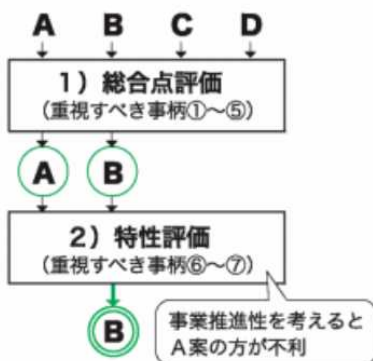 A B C D
1）総合点評価
（重視すべき事柄①～⑤）
A B
2）特性評価
（重視すべき事柄⑥～⑦）
B
事業推進性を考えると
A案の方が不利